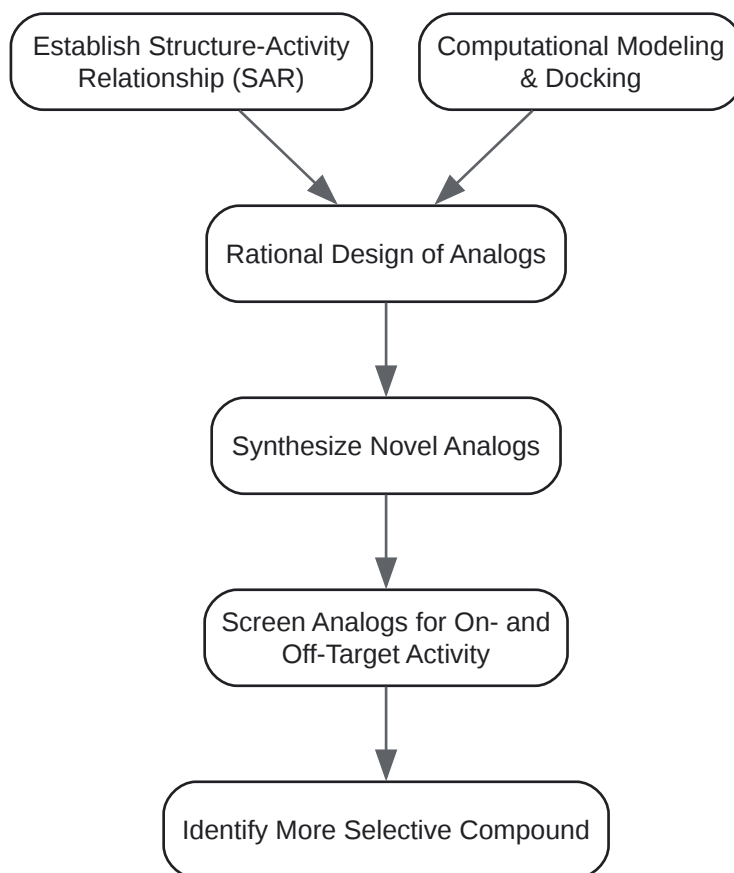 Establish Structure-Activity
Relationship (SAR)
Computational Modeling
& Docking
Rational Design of Analogs
Synthesize Novel Analogs
Screen Analogs for On- and
Off-Target Activity
Identify More Selective Compound